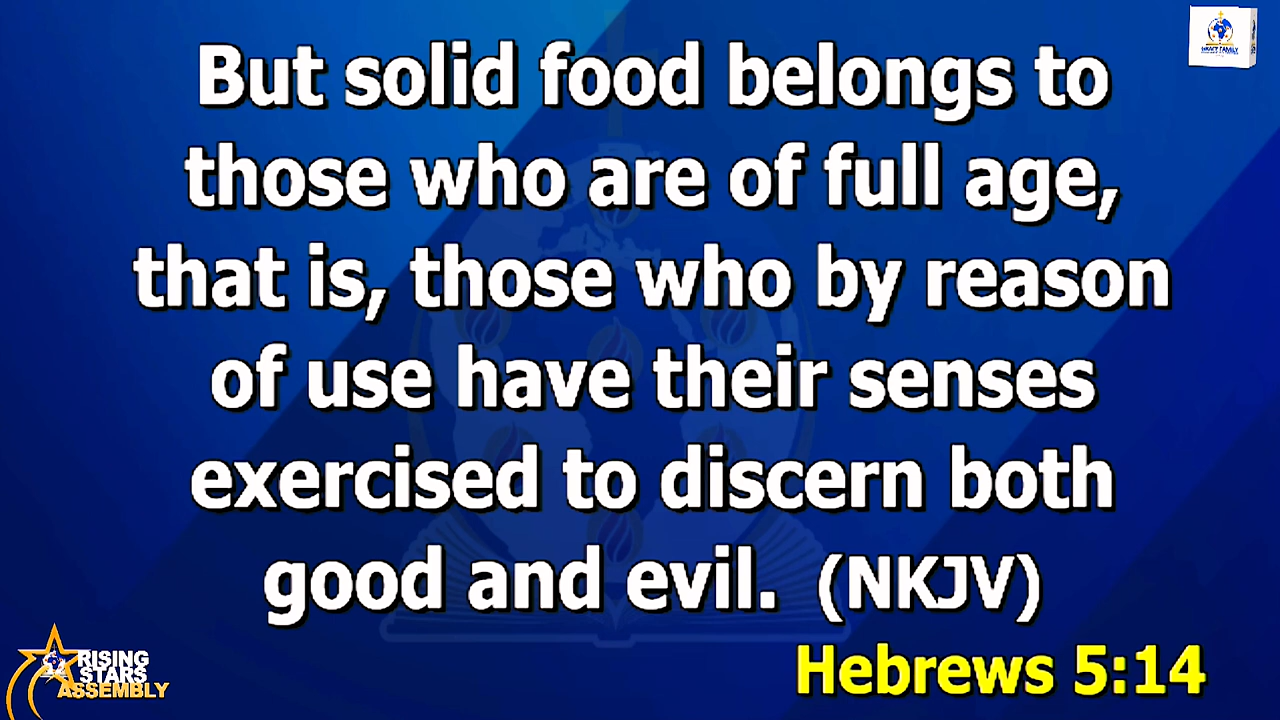 But solid food belongs to
those who are of full age,
that is, those who by reason
of use have their senses
exercised to discern both
good and evil. (NKJV)
Hebrews 5:14
RISING
STARS
ASSEMBLY